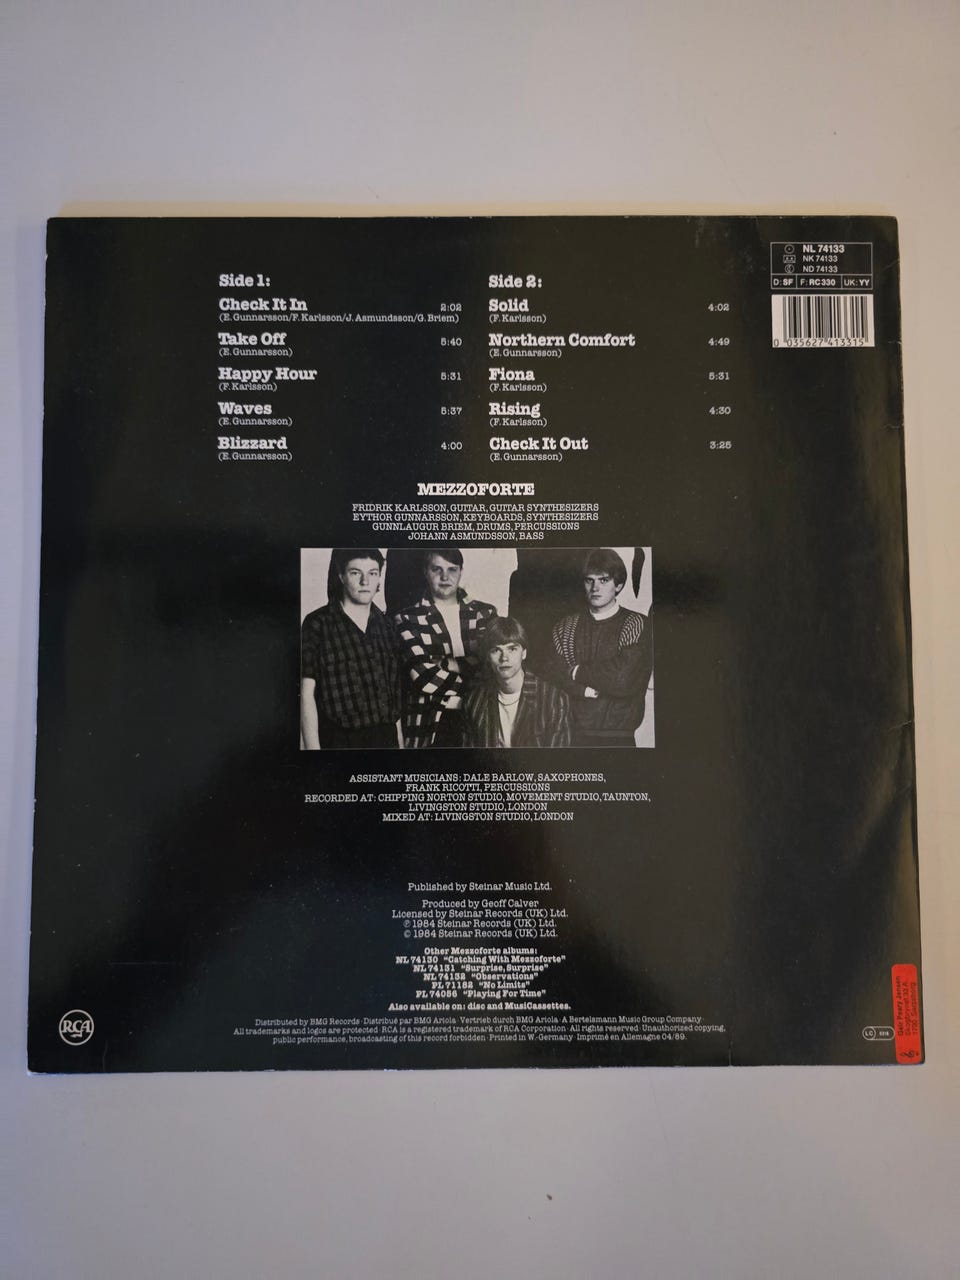 NL 74133
NK 74133
ND 74133
D: SF F: RC 330 UK: YY
0 035627 413315
Side 1:
Check It In 2:02
(E. Gunnarsson/F. Karlsson/J. Asmundsson/G. Briem)
Take Off 5:40
(E. Gunnarsson)
Happy Hour 5:31
(F. Karlsson)
Waves 5:37
(E. Gunnarsson)
Blizzard 4:00
(E. Gunnarsson)
Side 2:
Solid 4:02
(F. Karlsson)
Northern Comfort 4:49
(E. Gunnarsson)
Fiona 5:31
(F. Karlsson)
Rising 4:30
(F. Karlsson)
Check It Out 3:25
(E. Gunnarsson)
MEZZOFORTE
FRIDRIK KARLSSON, GUITAR, GUITAR SYNTHESIZERS
EYTHOR GUNNARSSON, KEYBOARDS, SYNTHESIZERS
GUNNLAUGUR BRIEM, DRUMS, PERCUSSIONS
JOHANN ASMUNDSSON, BASS
ASSISTANT MUSICIANS: DALE BARLOW, SAXOPHONES,
FRANK RICOTTI, PERCUSSIONS
RECORDED AT: CHIPPING NORTON STUDIO, MOVEMENT STUDIO, TAUNTON,
LIVINGSTON STUDIO, LONDON
MIXED AT: LIVINGSTON STUDIO, LONDON
Published by Steinar Music Ltd.
Produced by Geoff Calver
Licensed by Steinar Records (UK) Ltd.
℗ 1984 Steinar Records (UK) Ltd.
© 1984 Steinar Records (UK) Ltd.
Other Mezzoforte albums:
NL 74130 "Catching With Mezzoforte"
NL 74131 "Surprise, Surprise"
NL 74132 "Observations"
PL 71182 "No Limits"
PL 74056 "Playing For Time"
Also available on: disc and MusiCassettes.
Distributed by BMG Records · Distribué par BMG Ariola · Vertrieb durch BMG Ariola · A Bertelsmann Music Group Company ·
All trademarks and logos are protected · RCA is a registered trademark of RCA Corporation · All rights reserved · Unauthorized copying,
public performance, broadcasting of this record forbidden · Printed in W.-Germany · Imprimé en Allemagne 04/89.
RCA
LC
Geir Peery Jensen
1700 Sarpsborg